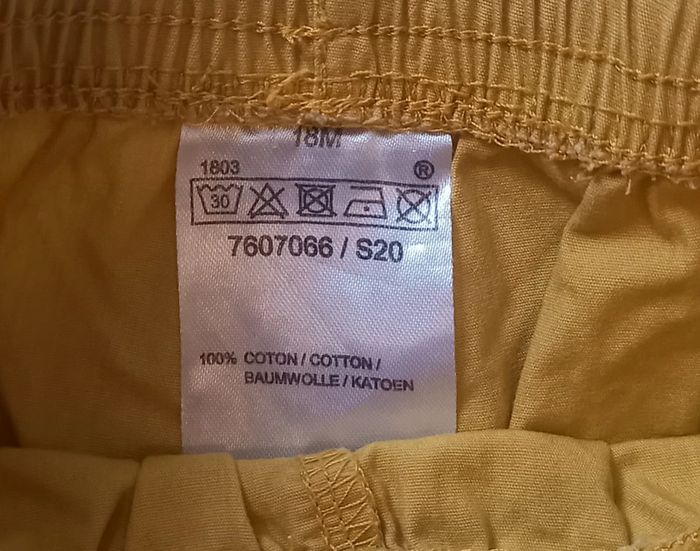 18M
1803 ®
30
7607066 / S20
100% COTON / COTTON /
BAUMWOLLE / KATOEN